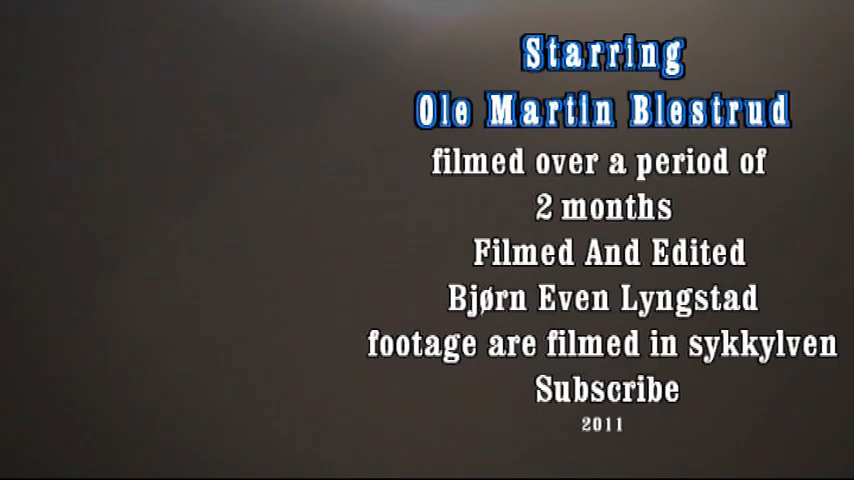 Starring
Ole Martin Blestrud
filmed over a period of
2 months
Filmed And Edited
Bjørn Even Lyngstad
footage are filmed in sykkylven
Subscribe
2011